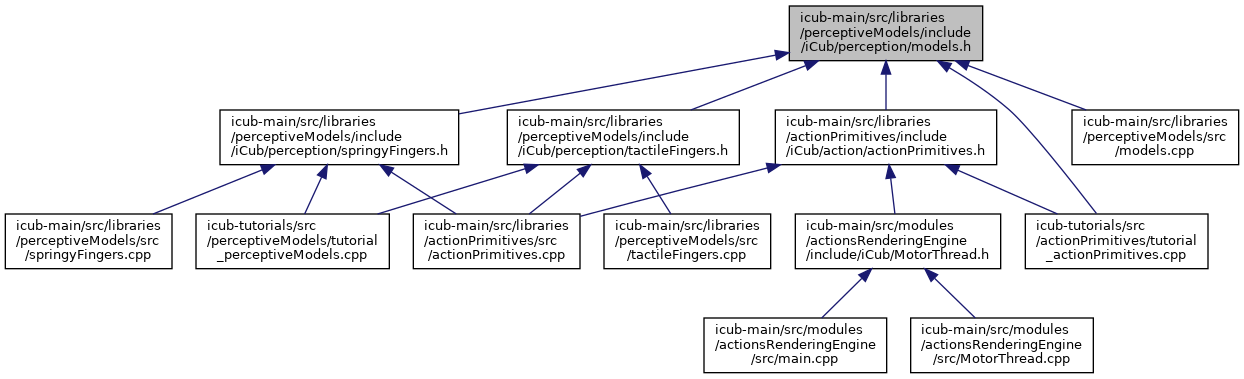 icub-main/src/libraries
/perceptiveModels/include
/iCub/perception/models.h
icub-main/src/libraries
/perceptiveModels/include
/iCub/perception/springyFingers.h
icub-main/src/libraries
/perceptiveModels/include
/iCub/perception/tactileFingers.h
icub-main/src/libraries
/actionPrimitives/include
/iCub/action/actionPrimitives.h
icub-main/src/libraries
/perceptiveModels/src
/models.cpp
icub-main/src/libraries
/perceptiveModels/src
/springyFingers.cpp
icub-tutorials/src
/perceptiveModels/tutorial
_perceptiveModels.cpp
icub-main/src/libraries
/actionPrimitives/src
/actionPrimitives.cpp
icub-main/src/libraries
/perceptiveModels/src
/tactileFingers.cpp
icub-main/src/modules
/actionsRenderingEngine
/include/iCub/MotorThread.h
icub-tutorials/src
/actionPrimitives/tutorial
_actionPrimitives.cpp
icub-main/src/modules
/actionsRenderingEngine
/src/main.cpp
icub-main/src/modules
/actionsRenderingEngine
/src/MotorThread.cpp